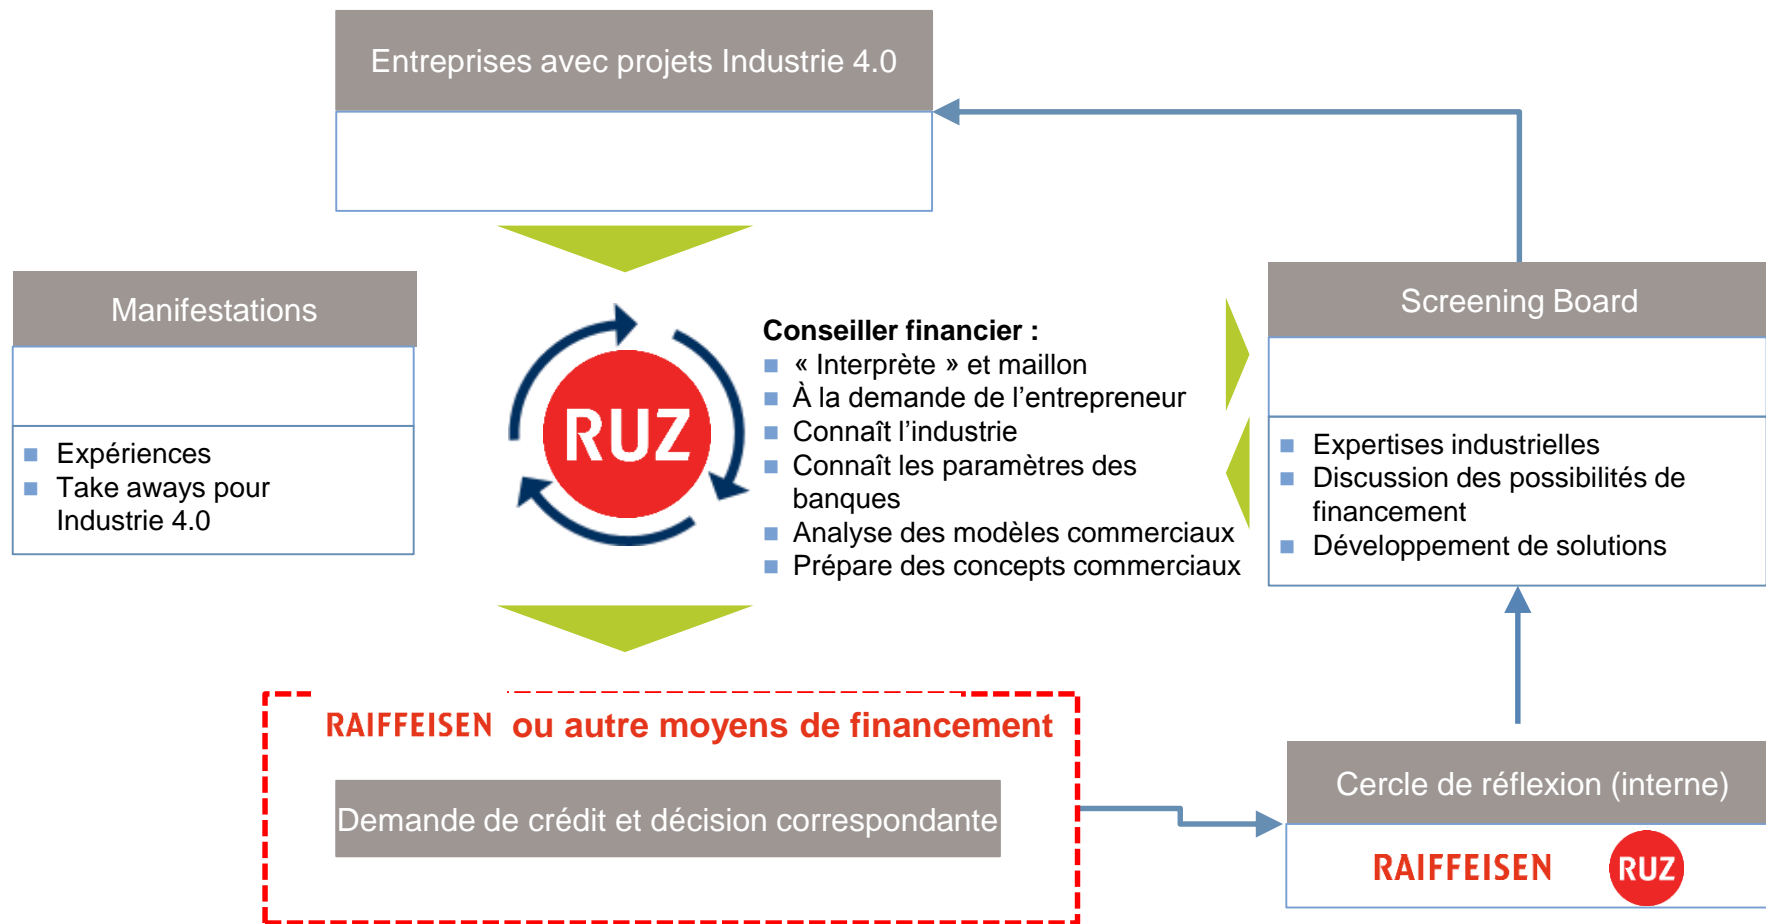 Entreprises avec projets Industrie 4.0
Manifestations
Expériences
Take aways pour
Industrie 4.0
RUZ
Conseiller financier :
« Interprète » et maillon
À la demande de l’entrepreneur
Connaît l’industrie
Connaît les paramètres des
banques
Analyse des modèles commerciaux
Prépare des concepts commerciaux
Screening Board
Expertises industrielles
Discussion des possibilités de
financement
Développement de solutions
RAIFFEISEN ou autre moyens de financement
Demande de crédit et décision correspondante
Cercle de réflexion (interne)
RAIFFEISEN RUZ